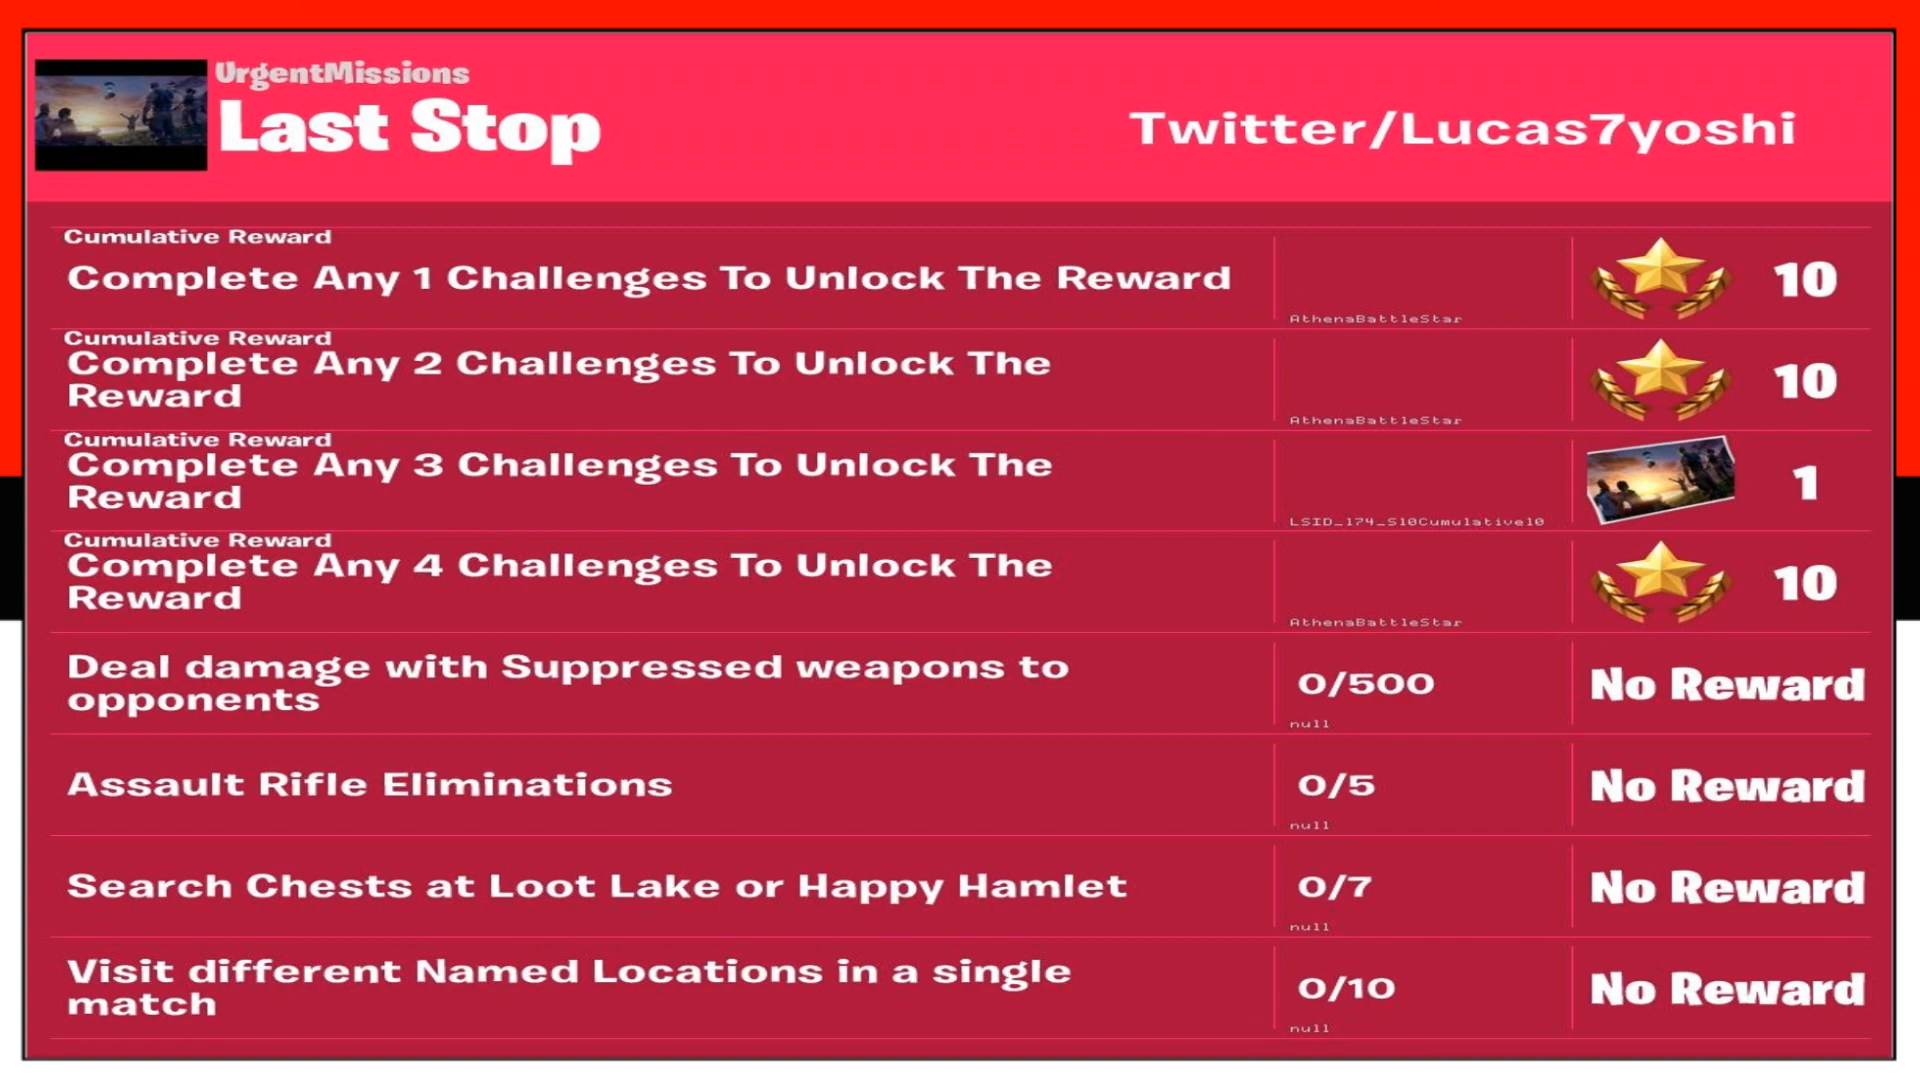 UrgentMissions
Last Stop
Twitter/Lucas7yoshi
Cumulative Reward
Complete Any 1 Challenges To Unlock The Reward
AthenaBattleStar
10
Cumulative Reward
Complete Any 2 Challenges To Unlock The
Reward
AthenaBattleStar
10
Cumulative Reward
Complete Any 3 Challenges To Unlock The
Reward
LSID_174_S10Cumulative10
1
Cumulative Reward
Complete Any 4 Challenges To Unlock The
Reward
AthenaBattleStar
10
Deal damage with Suppressed weapons to
opponents
0/500
null
No Reward
Assault Rifle Eliminations
0/5
null
No Reward
Search Chests at Loot Lake or Happy Hamlet
0/7
null
No Reward
Visit different Named Locations in a single
match
0/10
null
No Reward